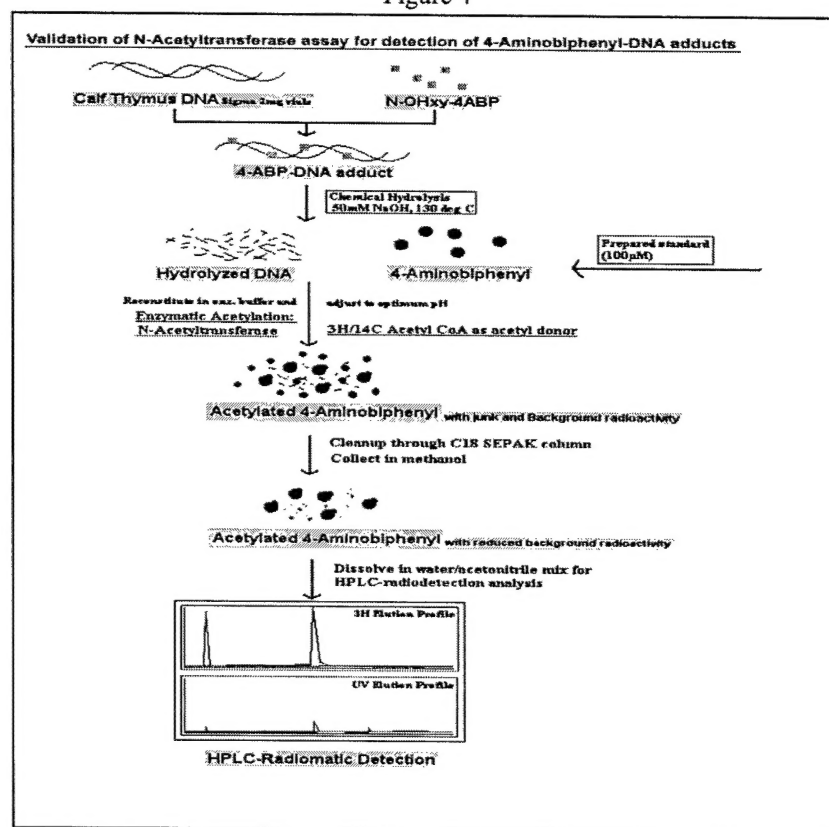 Validation of N-Acetyltransferase assay for detection of 4-Aminobiphenyl-DNA adducts
Calf Thymus DNA Sigma 2mg vials
N-OHxy-4ABP
4-ABP-DNA adduct
Chemical Hydrolysis
50mM NaOH, 130 deg C
Prepared standard
(100µM)
Hydrolyzed DNA
4-Aminobiphenyl
Reconstitute in enz. buffer and adjust to optimum pH
Enzymatic Acetylation:
N-Acetyltransferase
3H/14C Acetyl CoA as acetyl donor
Acetylated 4-Aminobiphenyl with junk and Background radioactivity
Cleanup through C18 SEPAK column
Collect in methanol
Acetylated 4-Aminobiphenyl with reduced background radioactivity
Dissolve in water/acetonitrile mix for
HPLC-radiodetection analysis
3H Elution Profile
UV Elution Profile
HPLC-Radiomatic Detection